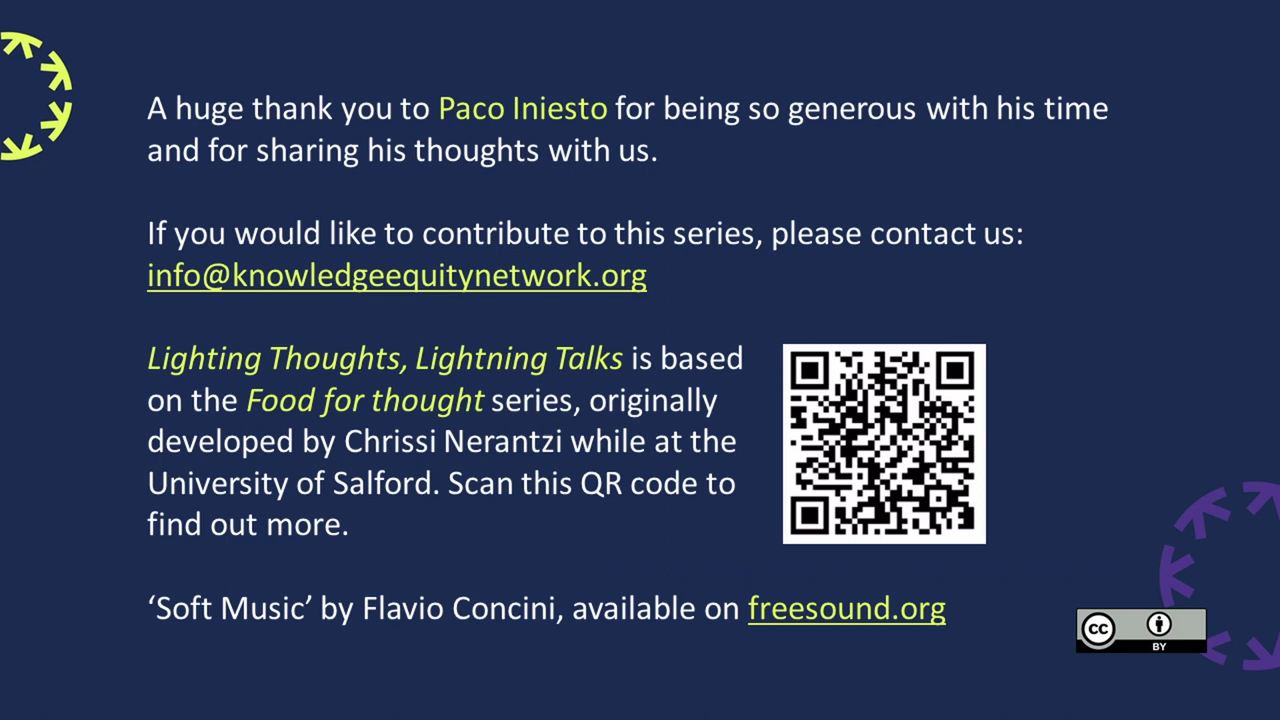 A huge thank you to Paco Iniesto for being so generous with his time
and for sharing his thoughts with us.
If you would like to contribute to this series, please contact us:
info@knowledgeequitynetwork.org
Lighting Thoughts, Lightning Talks is based
on the Food for thought series, originally
developed by Chrissi Nerantzi while at the
University of Salford. Scan this QR code to
find out more.
‘Soft Music’ by Flavio Concini, available on freesound.org
cc
BY